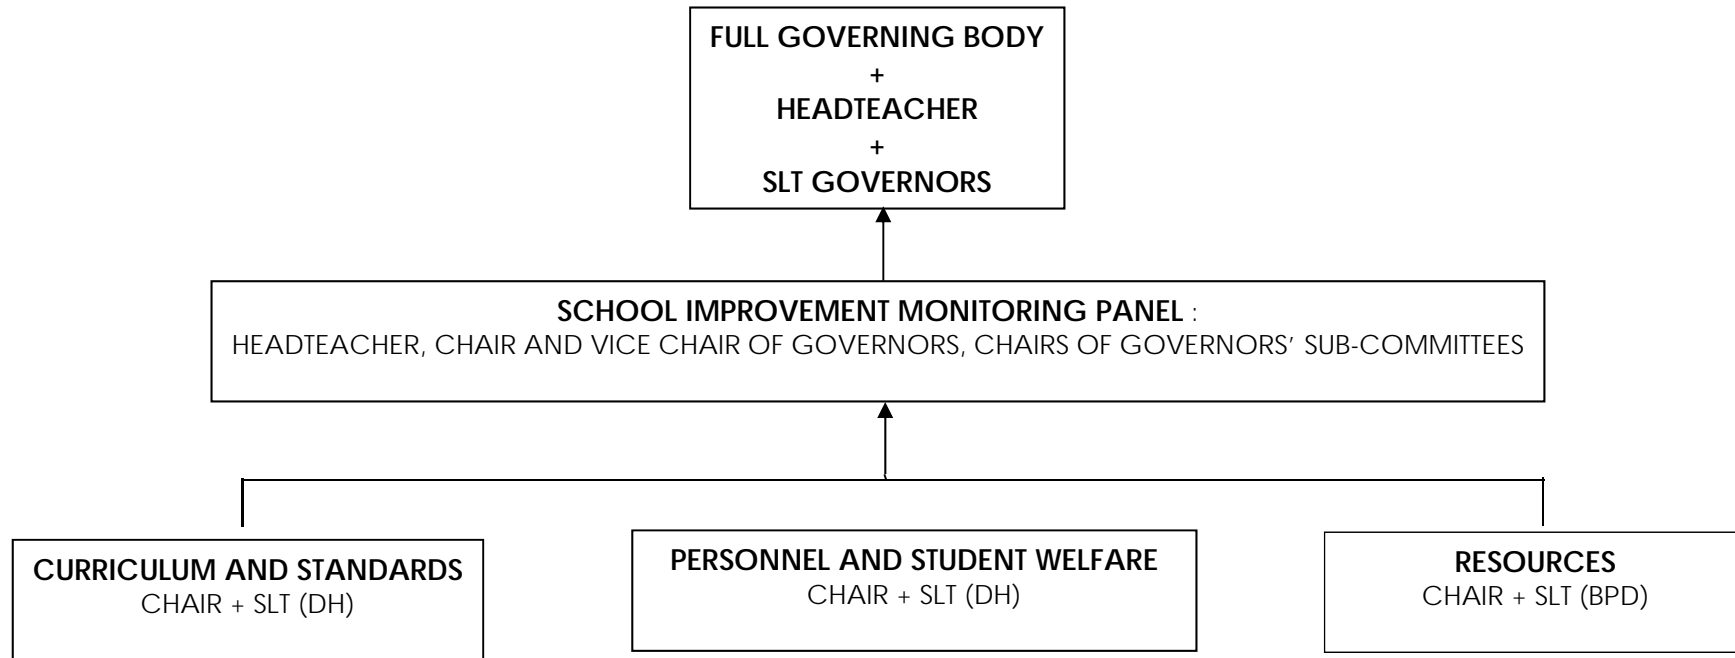 FULL GOVERNING BODY
+
HEADTEACHER
+
SLT GOVERNORS
SCHOOL IMPROVEMENT MONITORING PANEL :
HEADTEACHER, CHAIR AND VICE CHAIR OF GOVERNORS, CHAIRS OF GOVERNORS’ SUB-COMMITTEES
CURRICULUM AND STANDARDS
CHAIR + SLT (DH)
PERSONNEL AND STUDENT WELFARE
CHAIR + SLT (DH)
RESOURCES
CHAIR + SLT (BPD)